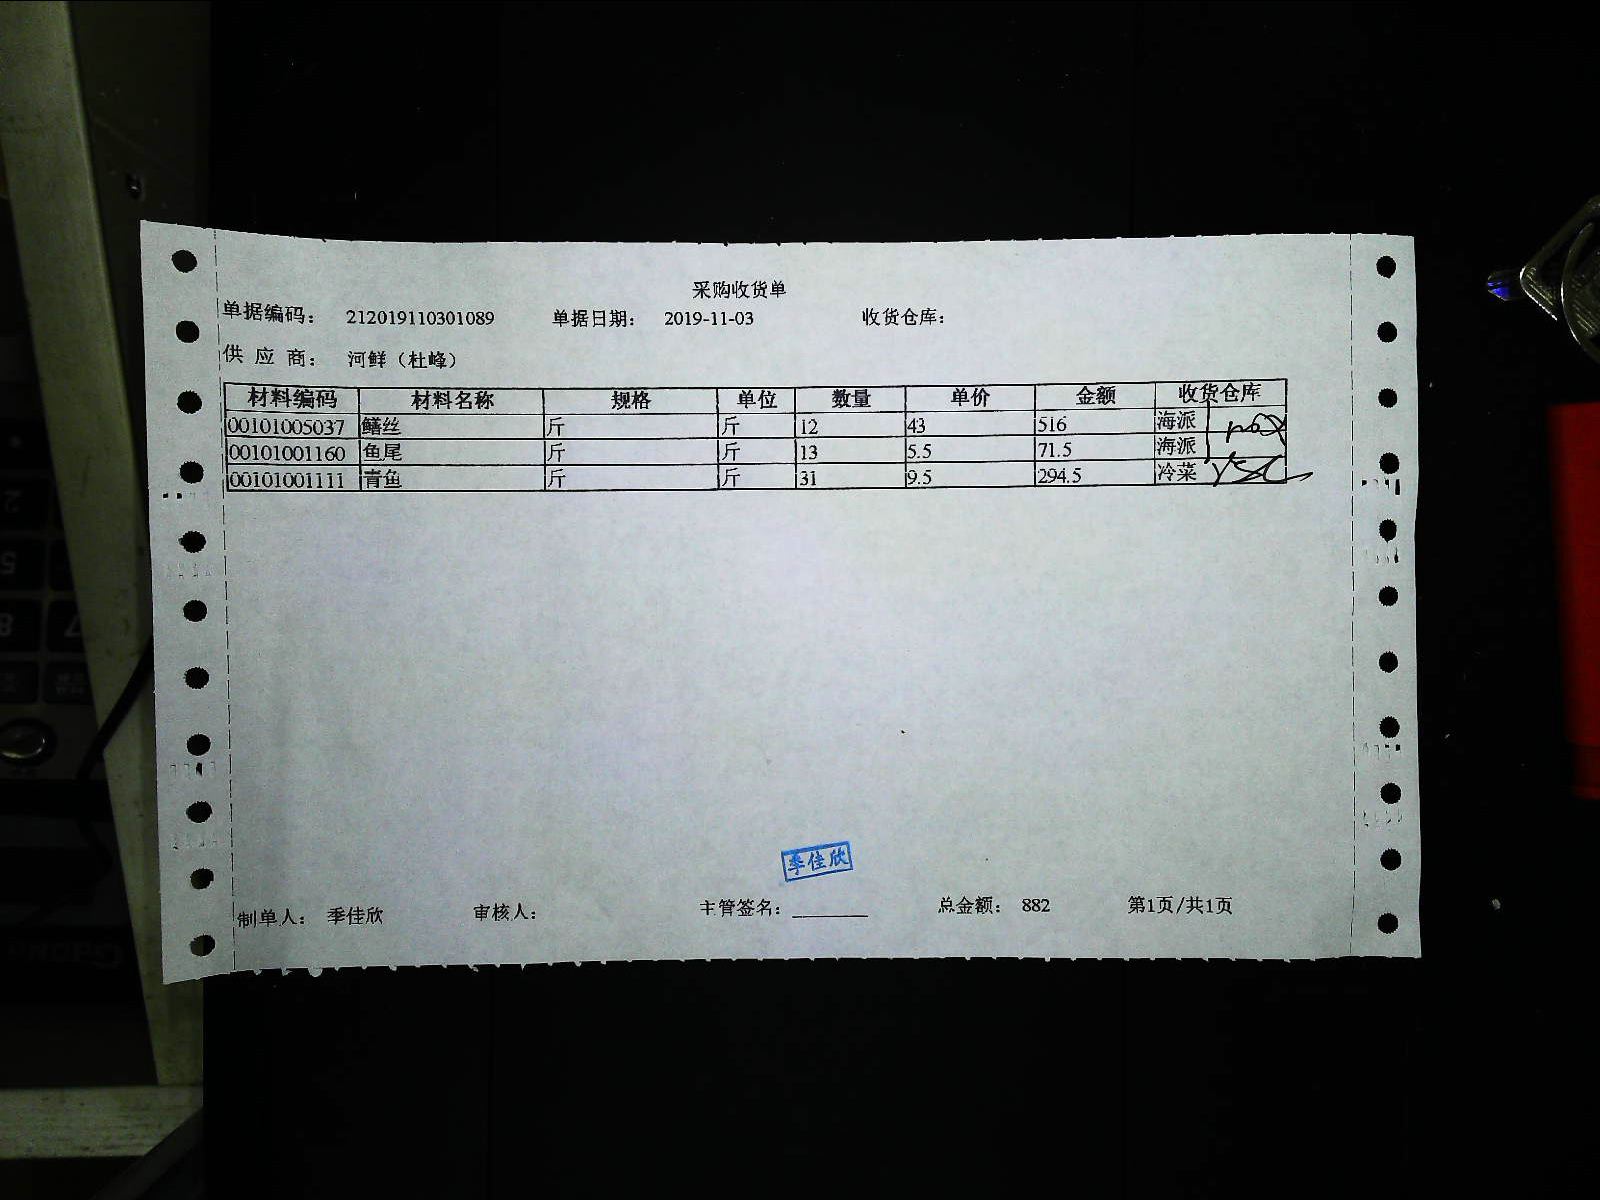 采购收货单
单据编码： 212019110301089 单据日期： 2019-11-03 收货仓库：
供 应 商： 河鲜（杜峰）
材料编码 材料名称 规格 单位 数量 单价 金额 收货仓库
00101005037 鳝丝 斤 斤 12 43 516 海派
00101001160 鱼尾 斤 斤 13 5.5 71.5 海派
00101001111 青鱼 斤 斤 31 9.5 294.5 冷菜
季佳欣
制单人： 季佳欣 审核人： 主管签名：________ 总金额： 882 第1页/共1页